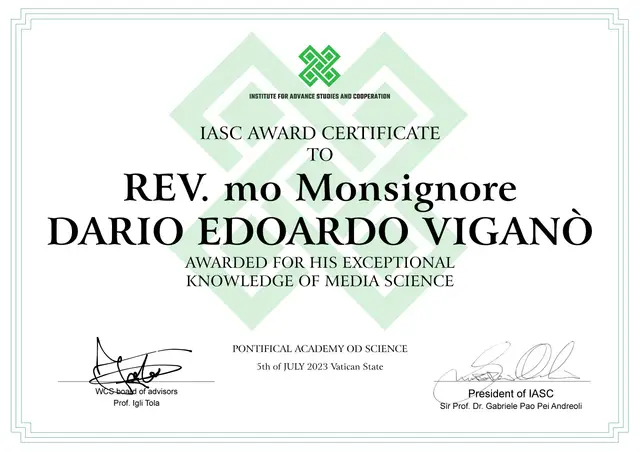 INSTITUTE FOR ADVANCE STUDIES AND COOPERATION
IASC AWARD CERTIFICATE
TO
REV. mo Monsignore
DARIO EDOARDO VIGANÒ
AWARDED FOR HIS EXCEPTIONAL
KNOWLEDGE OF MEDIA SCIENCE
PONTIFICAL ACADEMY OD SCIENCE
5th of JULY 2023 Vatican State
WCS board of advisors
Prof. Igli Tola
President of IASC
Sir Prof. Dr. Gabriele Pao Pei Andreoli